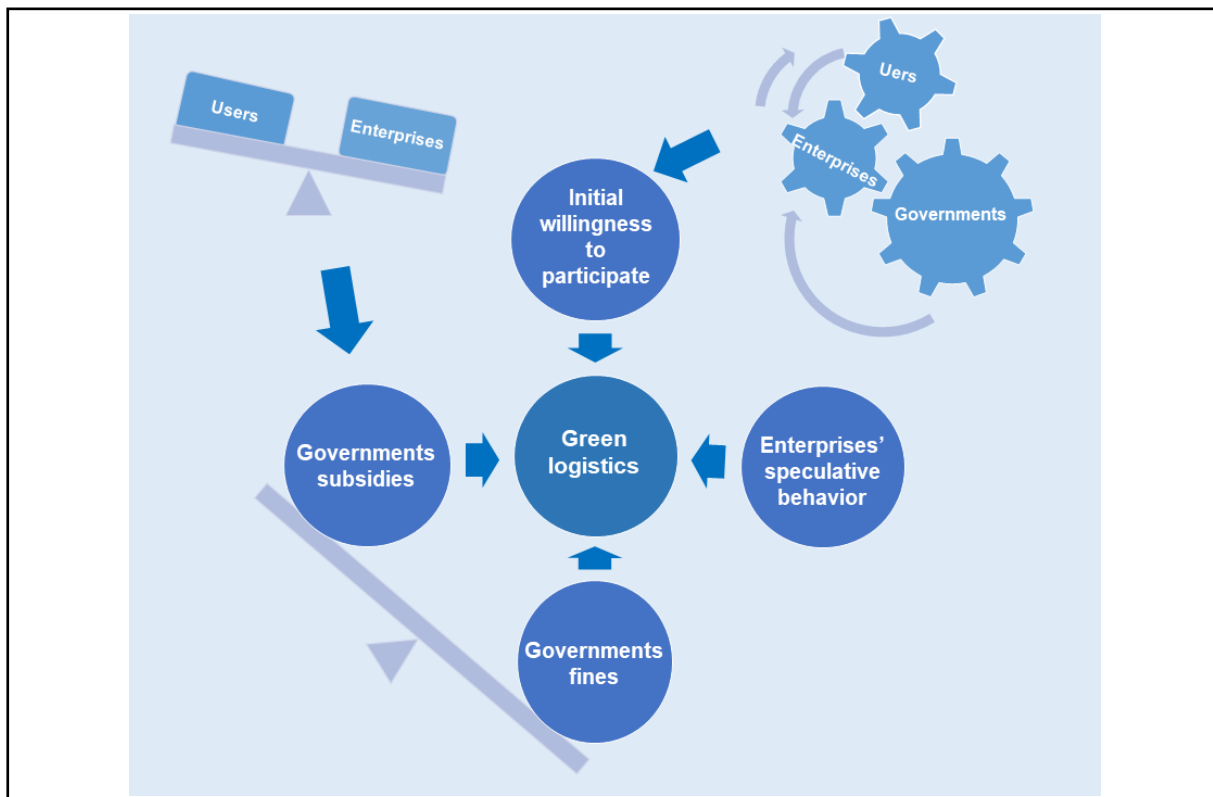 Users
Enterprises
Uers
Enterprises
Governments
Initial
willingness
to
participate
Governments
subsidies
Green
logistics
Enterprises’
speculative
behavior
Governments
fines